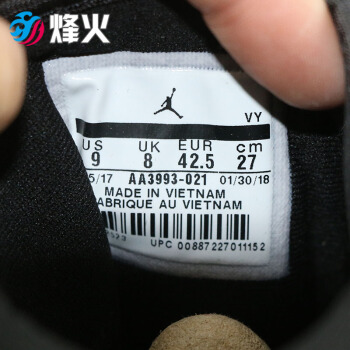 烽火
VY
US UK EUR cm
9 8 42.5 27
5/17 AA3993-021 01/30/18
MADE IN VIETNAM
FABRIQUE AU VIETNAM
UPC 00887227011152